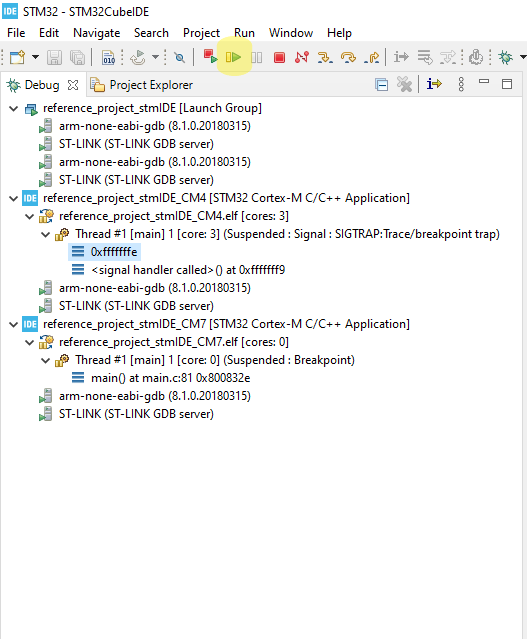 IDE STM32 - STM32CubeIDE
File Edit Navigate Search Project Run Window Help
010
Debug Project Explorer
reference_project_stmIDE [Launch Group]
arm-none-eabi-gdb (8.1.0.20180315)
ST-LINK (ST-LINK GDB server)
arm-none-eabi-gdb (8.1.0.20180315)
ST-LINK (ST-LINK GDB server)
IDE reference_project_stmIDE_CM4 [STM32 Cortex-M C/C++ Application]
reference_project_stmIDE_CM4.elf [cores: 3]
Thread #1 [main] 1 [core: 3] (Suspended : Signal : SIGTRAP:Trace/breakpoint trap)
0xfffffffe
<signal handler called>() at 0xfffffff9
arm-none-eabi-gdb (8.1.0.20180315)
ST-LINK (ST-LINK GDB server)
IDE reference_project_stmIDE_CM7 [STM32 Cortex-M C/C++ Application]
reference_project_stmIDE_CM7.elf [cores: 0]
Thread #1 [main] 1 [core: 0] (Suspended : Breakpoint)
main() at main.c:81 0x800832e
arm-none-eabi-gdb (8.1.0.20180315)
ST-LINK (ST-LINK GDB server)